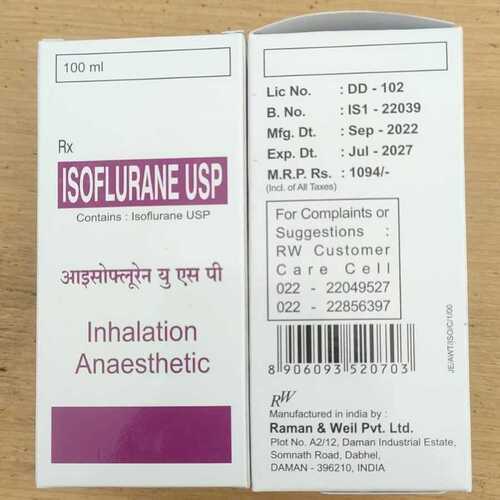 100 ml
Rx
ISOFLURANE USP
Contains : Isoflurane USP
आइसोफ्लूरेन यु एस पी
Inhalation
Anaesthetic
Lic No. : DD - 102
B. No. : IS1 - 22039
Mfg. Dt. : Sep - 2022
Exp. Dt. : Jul - 2027
M.R.P. Rs. : 1094/-
(Incl. of All Taxes)
For Complaints or
Suggestions :
RW Customer
Care Cell
022 - 22049527
022 - 22856397
8 906093 520703
JE/AWT/ISO/C/1/00
RW
Manufactured in india by :
Raman & Weil Pvt. Ltd.
Plot No. A2/12, Daman Industrial Estate,
Somnath Road, Dabhel,
DAMAN - 396210, INDIA